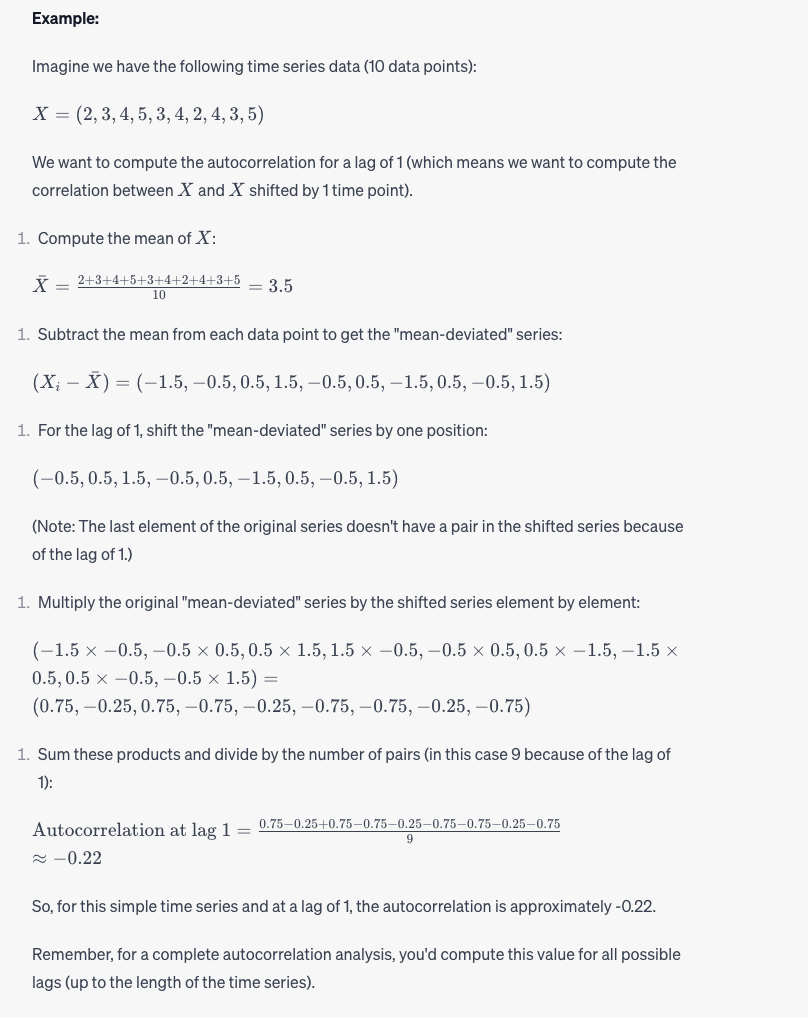 Example:
Imagine we have the following time series data (10 data points):
X = (2, 3, 4, 5, 3, 4, 2, 4, 3, 5)
We want to compute the autocorrelation for a lag of 1 (which means we want to compute the
correlation between X and X shifted by 1 time point).
1. Compute the mean of X:
X̄ = \frac{2+3+4+5+3+4+2+4+3+5}{10} = 3.5
1. Subtract the mean from each data point to get the "mean-deviated" series:
(Xᵢ − X̄) = (−1.5, −0.5, 0.5, 1.5, −0.5, 0.5, −1.5, 0.5, −0.5, 1.5)
1. For the lag of 1, shift the "mean-deviated" series by one position:
(−0.5, 0.5, 1.5, −0.5, 0.5, −1.5, 0.5, −0.5, 1.5)
(Note: The last element of the original series doesn't have a pair in the shifted series because
of the lag of 1.)
1. Multiply the original "mean-deviated" series by the shifted series element by element:
(−1.5 × −0.5, −0.5 × 0.5, 0.5 × 1.5, 1.5 × −0.5, −0.5 × 0.5, 0.5 × −1.5, −1.5 ×
0.5, 0.5 × −0.5, −0.5 × 1.5) =
(0.75, −0.25, 0.75, −0.75, −0.25, −0.75, −0.75, −0.25, −0.75)
1. Sum these products and divide by the number of pairs (in this case 9 because of the lag of
1):
Autocorrelation at lag 1 = \frac{0.75−0.25+0.75−0.75−0.25−0.75−0.75−0.25−0.75}{9}
≈ −0.22
So, for this simple time series and at a lag of 1, the autocorrelation is approximately -0.22.
Remember, for a complete autocorrelation analysis, you'd compute this value for all possible
lags (up to the length of the time series).